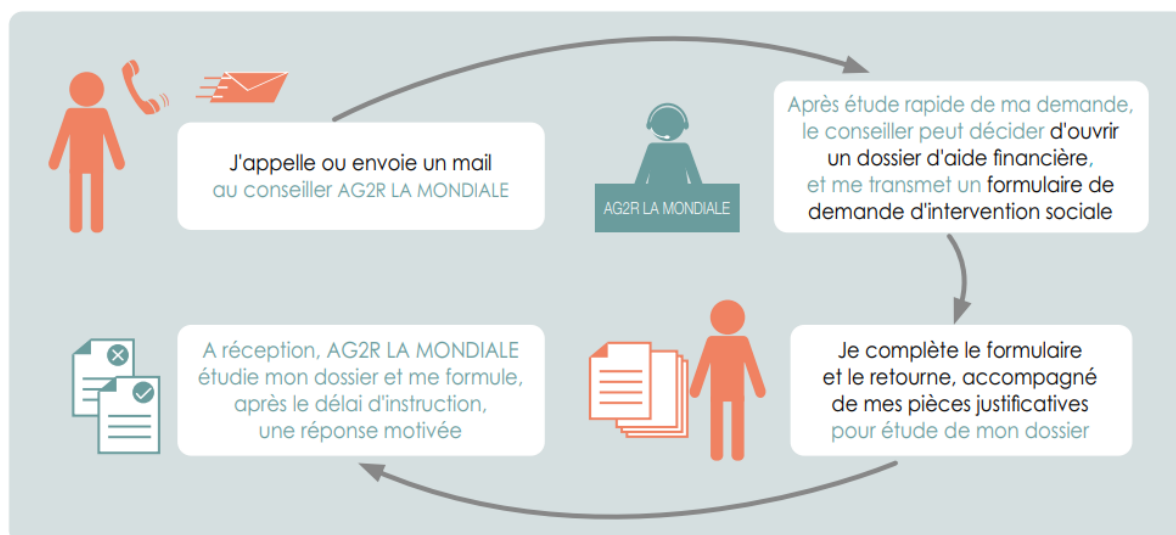 J'appelle ou envoie un mail
au conseiller AG2R LA MONDIALE
AG2R LA MONDIALE
Après étude rapide de ma demande,
le conseiller peut décider d'ouvrir
un dossier d'aide financière,
et me transmet un formulaire de
demande d'intervention sociale
Je complète le formulaire
et le retourne, accompagné
de mes pièces justificatives
pour étude de mon dossier
A réception, AG2R LA MONDIALE
étudie mon dossier et me formule,
après le délai d'instruction,
une réponse motivée